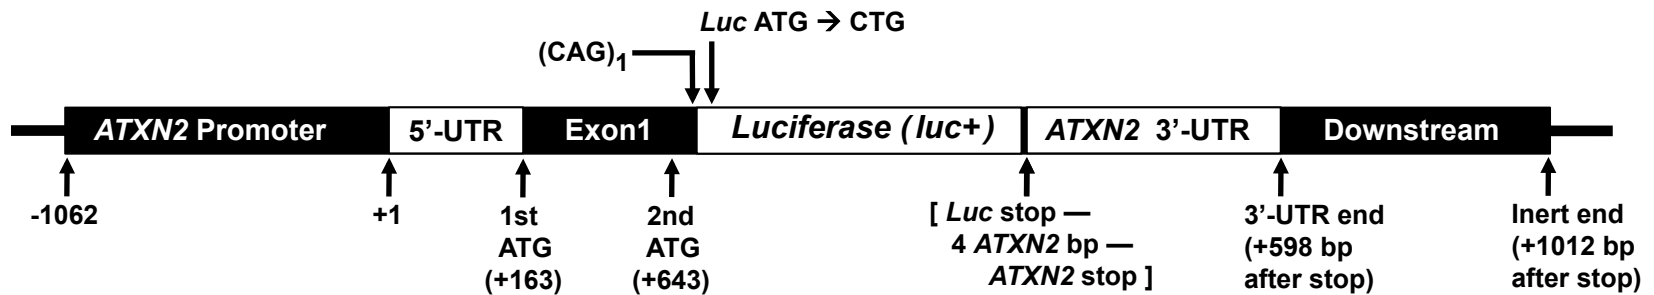 Luc ATG → CTG
(CAG)1
ATXN2 Promoter
5'-UTR
Exon1
Luciferase (luc+)
ATXN2 3'-UTR
Downstream
-1062
+1
1st
ATG
(+163)
2nd
ATG
(+643)
[ Luc stop —
4 ATXN2 bp —
ATXN2 stop ]
3'-UTR end
(+598 bp
after stop)
Inert end
(+1012 bp
after stop)